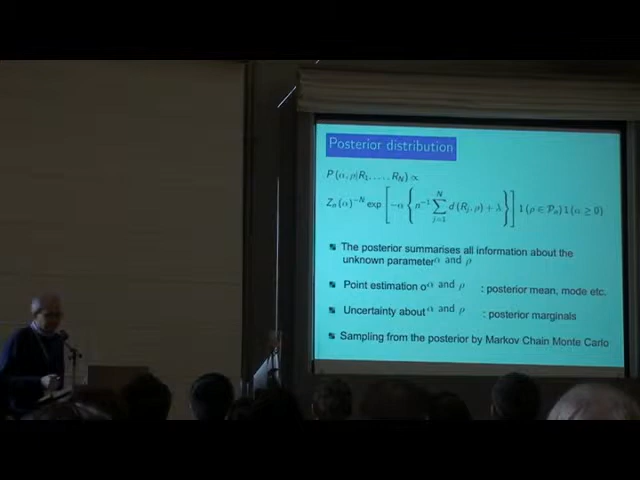 Posterior distribution
P(α, ρ|R₁, . . . , R_N) ∝
Z_n(α)^{-N} exp [ -α { n^{-1} \sum_{j=1}^{N} d(R_j, ρ) + λ } ] 1(ρ ∈ 𝒫_n) 1(α ≥ 0)
The posterior summarises all information about the
unknown parameter α and ρ
Point estimation o α and ρ : posterior mean, mode etc.
Uncertainty about α and ρ : posterior marginals
Sampling from the posterior by Markov Chain Monte Carlo